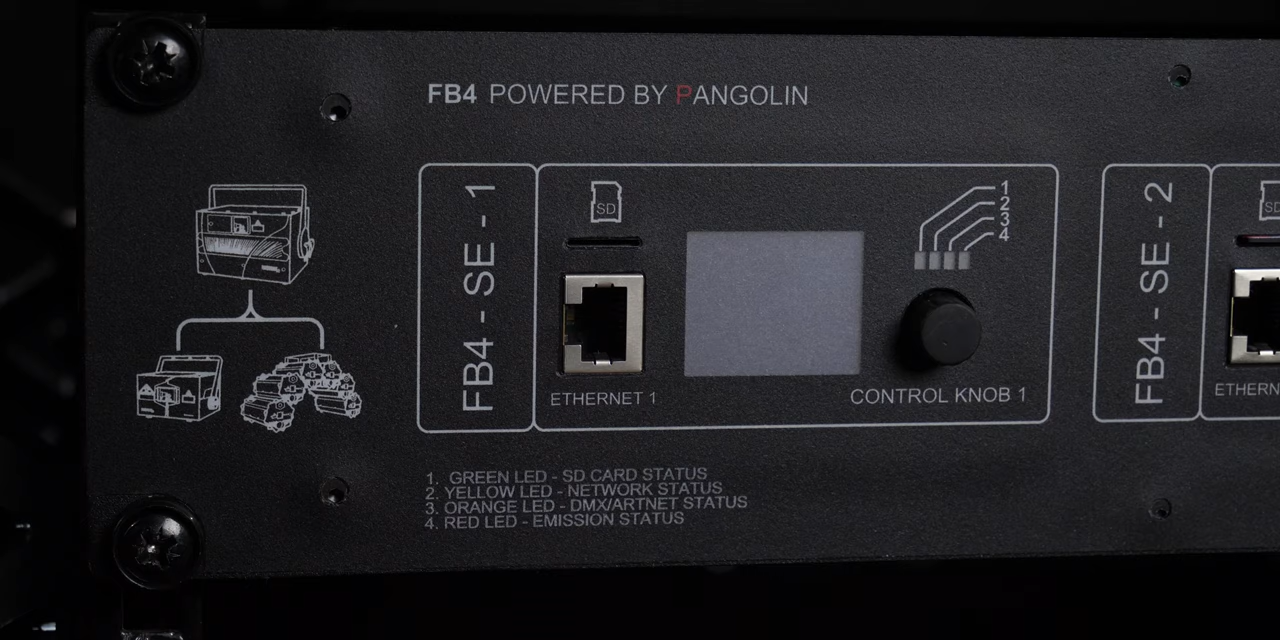 FB4 POWERED BY PANGOLIN
FB4 - SE - 1
SD
ETHERNET 1
1
2
3
4
CONTROL KNOB 1
FB4 - SE - 2
SD
ETHERN
1. GREEN LED - SD CARD STATUS
2. YELLOW LED - NETWORK STATUS
3. ORANGE LED - DMX/ARTNET STATUS
4. RED LED - EMISSION STATUS